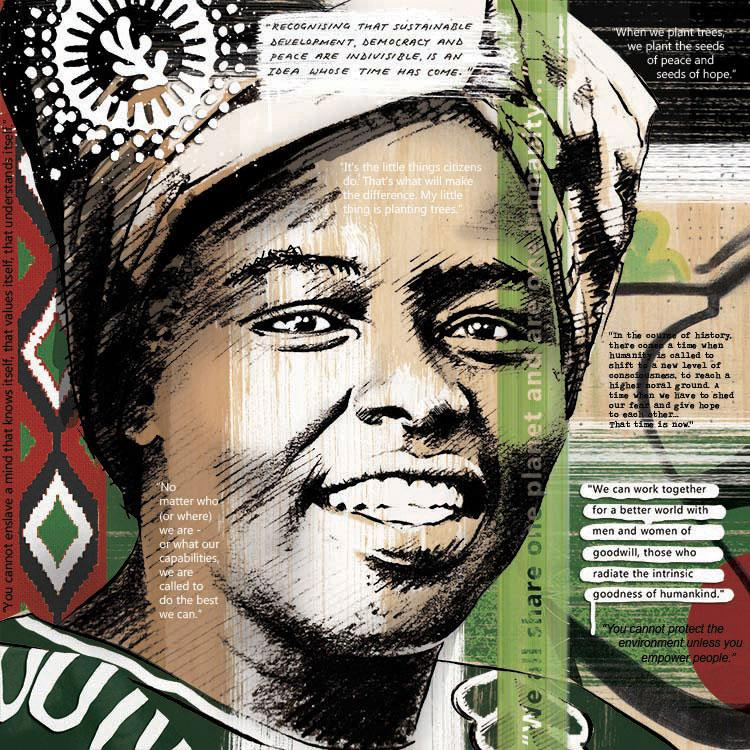 "RECOGNISING THAT SUSTAINABLE
DEVELOPMENT, DEMOCRACY AND
PEACE ARE INDIVISIBLE, IS AN
IDEA WHOSE TIME HAS COME."
"When we plant trees,
we plant the seeds
of peace and
seeds of hope."
"It's the little things citizens
do. That's what will make
the difference. My little
thing is planting trees."
"You cannot enslave a mind that knows itself, that values itself, that understands itself."
"We all share one planet and are one humanity...
"In the course of history,
there comes a time when
humanity is called to
shift to a new level of
consciousness, to reach a
higher moral ground. A
time when we have to shed
our fear and give hope
to each other...
That time is now."
"No
matter who
(or where)
we are -
or what our
capabilities,
we are
called to
do the best
we can."
"We can work together
for a better world with
men and women of
goodwill, those who
radiate the intrinsic
goodness of humankind."
"You cannot protect the
environment unless you
empower people."